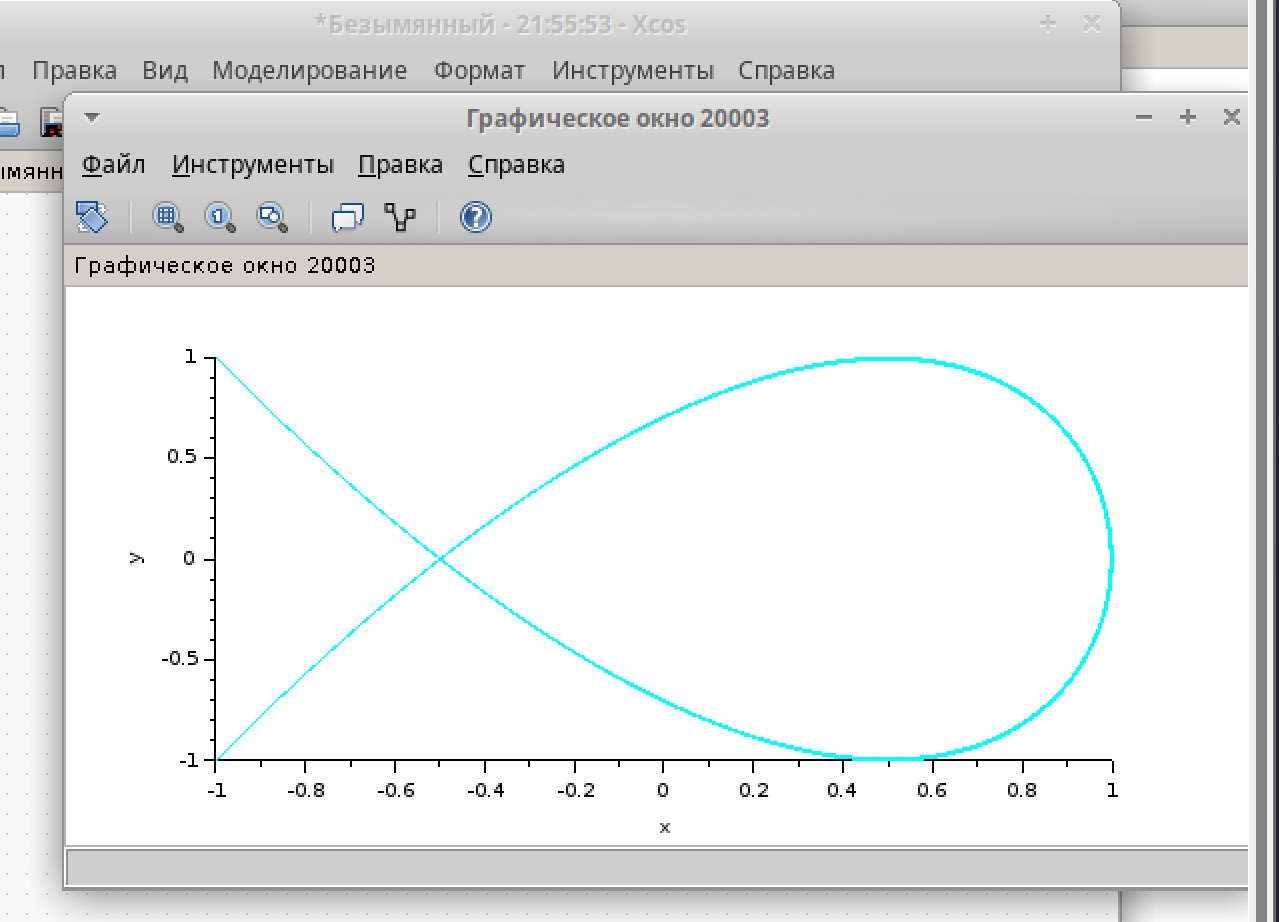 *Безымянный - 21:55:53 - Xcos
Правка Вид Моделирование Формат Инструменты Справка
Графическое окно 20003
Файл Инструменты Правка Справка
Графическое окно 20003
1
0.5
0
-0.5
-1
y
-1 -0.8 -0.6 -0.4 -0.2 0 0.2 0.4 0.6 0.8 1
x